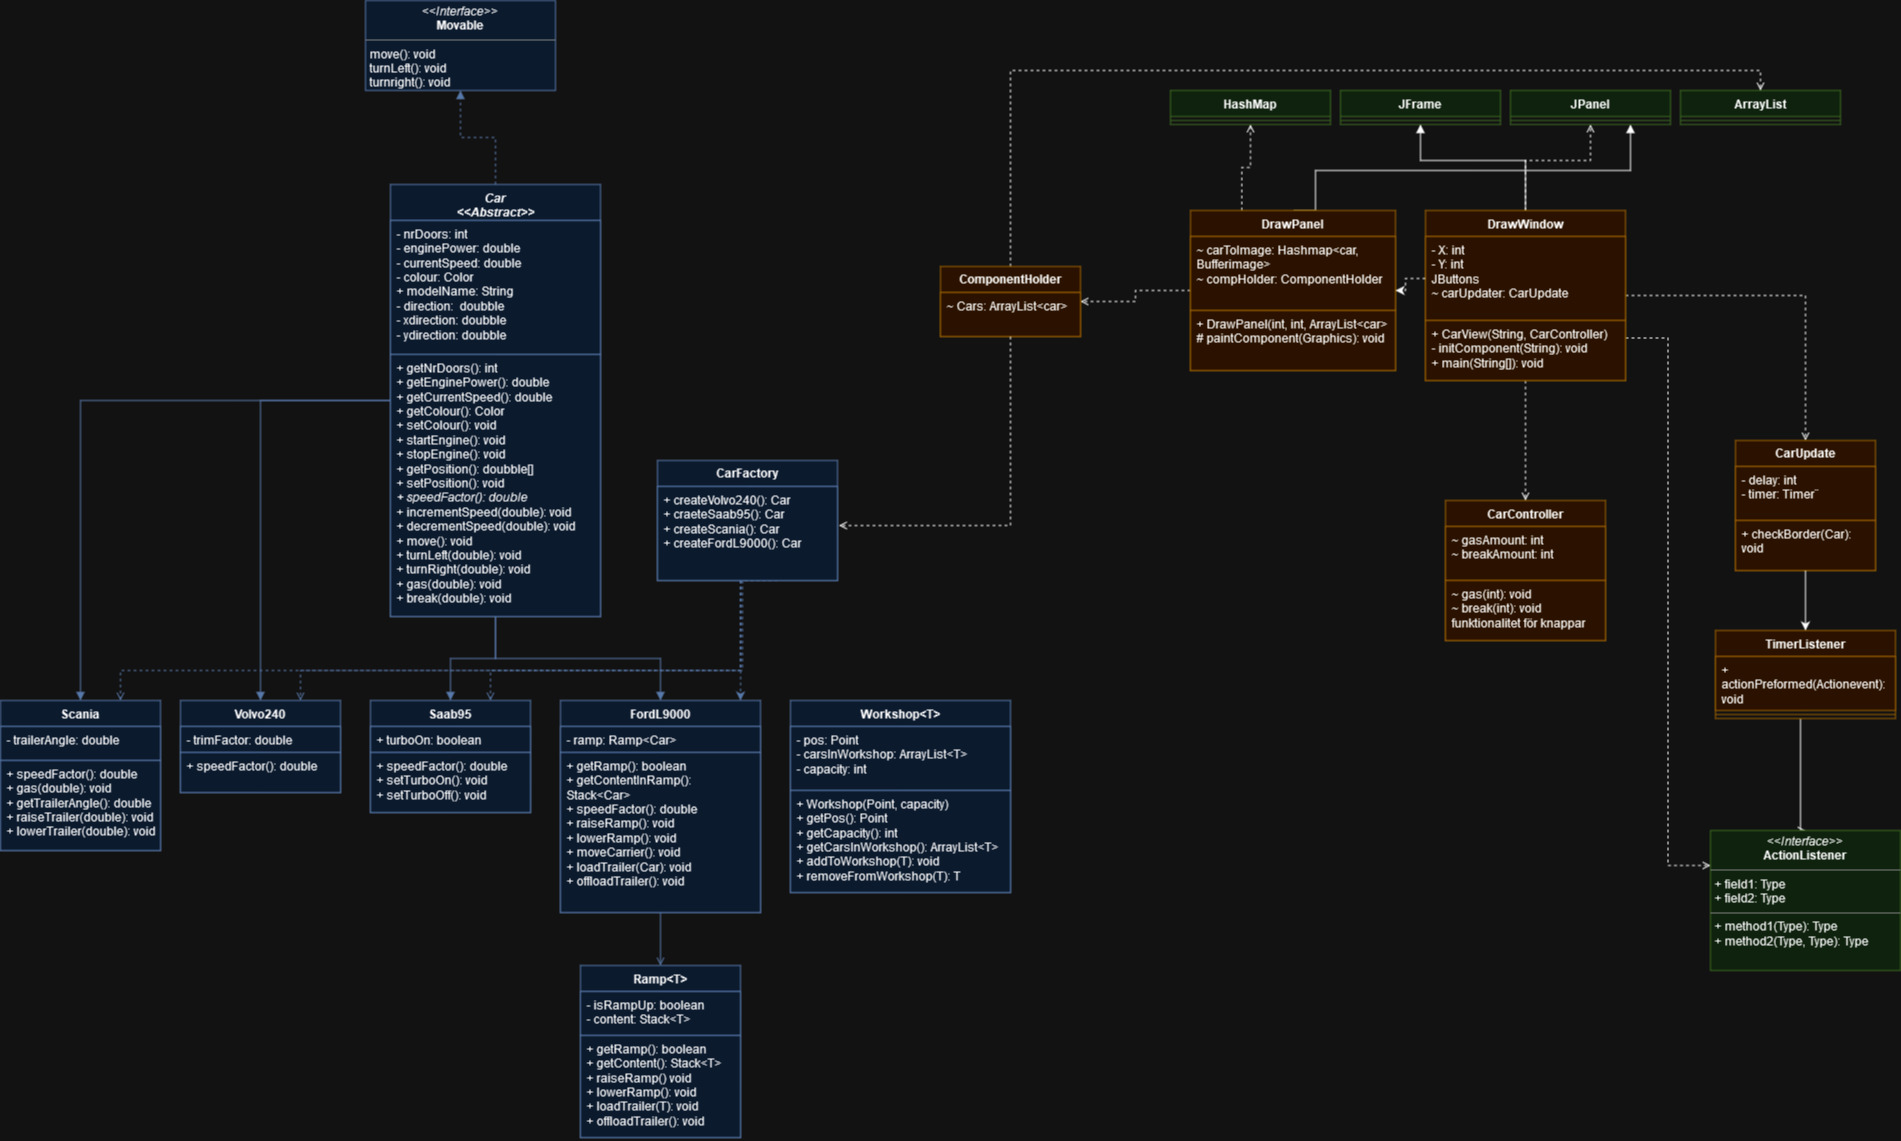 <<Interface>>
Movable
move(): void
turnLeft(): void
turnright(): void
HashMap
JFrame
JPanel
ArrayList
Car
<<Abstract>>
- nrDoors: int
- enginePower: double
- currentSpeed: double
- colour: Color
+ modelName: String
- direction: doubble
- xdirection: doubble
- ydirection: doubble
+ getNrDoors(): int
+ getEnginePower(): double
+ getCurrentSpeed(): double
+ getColour(): Color
+ setColour(): void
+ startEngine(): void
+ stopEngine(): void
+ getPosition(): doubble[]
+ setPosition(): void
+ speedFactor(): double
+ incrementSpeed(double): void
+ decrementSpeed(double): void
+ move(): void
+ turnLeft(double): void
+ turnRight(double): void
+ gas(double): void
+ break(double): void
ComponentHolder
~ Cars: ArrayList<car>
DrawPanel
~ carToImage: Hashmap<car,
Bufferimage>
~ compHolder: ComponentHolder
+ DrawPanel(int, int, ArrayList<car>
# paintComponent(Graphics): void
DrawWindow
- X: int
- Y: int
JButtons
~ carUpdater: CarUpdate
+ CarView(String, CarController)
- initComponent(String): void
+ main(String[]): void
CarFactory
+ createVolvo240(): Car
+ craeteSaab95(): Car
+ createScania(): Car
+ createFordL9000(): Car
CarController
~ gasAmount: int
~ breakAmount: int
~ gas(int): void
~ break(int): void
funktionalitet för knappar
CarUpdate
- delay: int
- timer: Timer¨
+ checkBorder(Car):
void
TimerListener
+
actionPreformed(Actionevent):
void
<<Interface>>
ActionListener
+ field1: Type
+ field2: Type
+ method1(Type): Type
+ method2(Type, Type): Type
Scania
- trailerAngle: double
+ speedFactor(): double
+ gas(double): void
+ getTrailerAngle(): double
+ raiseTrailer(double): void
+ lowerTrailer(double): void
Volvo240
- trimFactor: double
+ speedFactor(): double
Saab95
+ turboOn: boolean
+ speedFactor(): double
+ setTurboOn(): void
+ setTurboOff(): void
FordL9000
- ramp: Ramp<Car>
+ getRamp(): boolean
+ getContentInRamp():
Stack<Car>
+ speedFactor(): double
+ raiseRamp(): void
+ lowerRamp(): void
+ moveCarrier(): void
+ loadTrailer(Car): void
+ offloadTrailer(): void
Workshop<T>
- pos: Point
- carsInWorkshop: ArrayList<T>
- capacity: int
+ Workshop(Point, capacity)
+ getPos(): Point
+ getCapacity(): int
+ getCarsInWorkshop(): ArrayList<T>
+ addToWorkshop(T): void
+ removeFromWorkshop(T): T
Ramp<T>
- isRampUp: boolean
- content: Stack<T>
+ getRamp(): boolean
+ getContent(): Stack<T>
+ raiseRamp() void
+ lowerRamp(): void
+ loadTrailer(T): void
+ offloadTrailer(): void